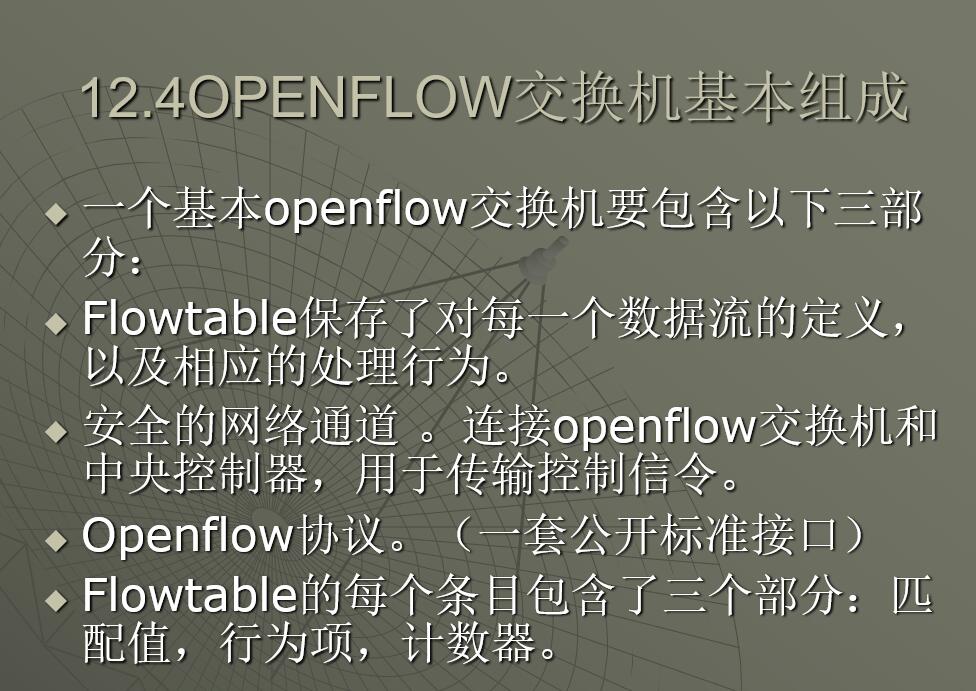 12.4OPENFLOW交换机基本组成
一个基本openflow交换机要包含以下三部
分：
Flowtable保存了对每一个数据流的定义，
以及相应的处理行为。
安全的网络通道 。连接openflow交换机和
中央控制器，用于传输控制信令。
Openflow协议。（一套公开标准接口）
Flowtable的每个条目包含了三个部分：匹
配值，行为项，计数器。